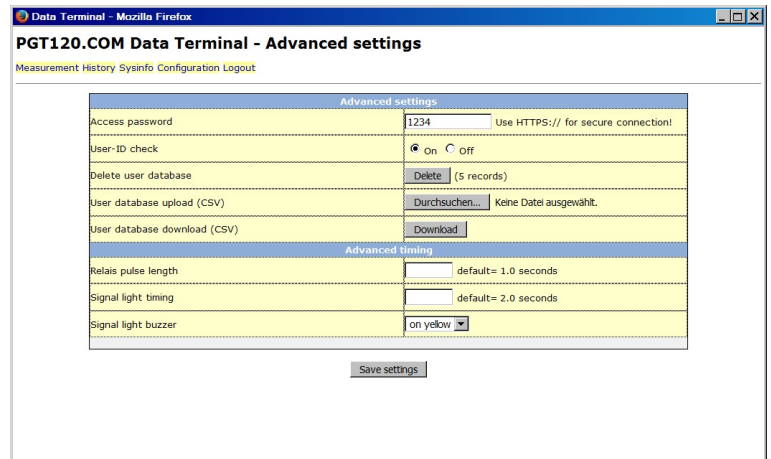 Data Terminal - Mozilla Firefox
PGT120.COM Data Terminal - Advanced settings
Measurement History Sysinfo Configuration Logout
Advanced settings
Access password 1234 Use HTTPS:// for secure connection!
User-ID check On Off
Delete user database Delete (5 records)
User database upload (CSV) Durchsuchen... Keine Datei ausgewählt.
User database download (CSV) Download
Advanced timing
Relais pulse length default= 1.0 seconds
Signal light timing default= 2.0 seconds
Signal light buzzer on yellow
Save settings